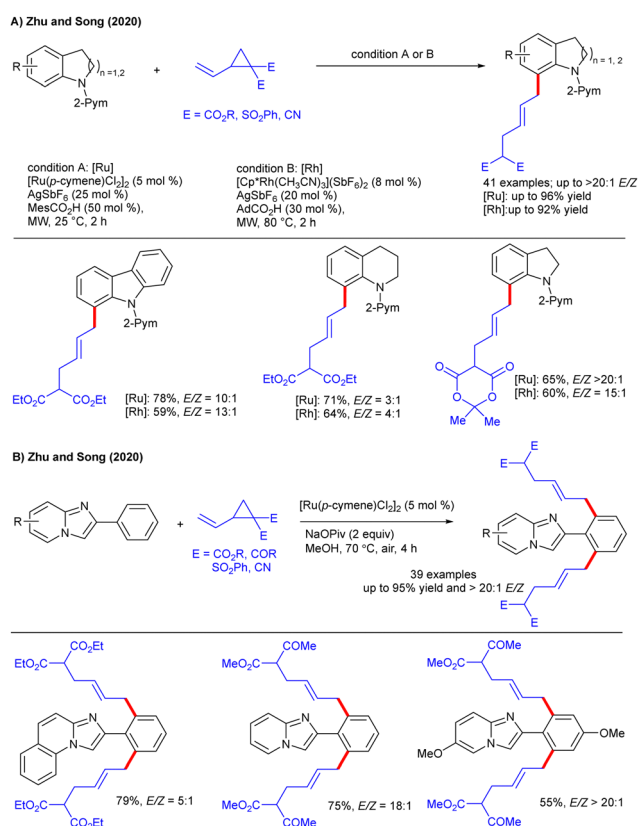 A) Zhu and Song (2020)
R
n=1,2
N
2-Pym
+
E
E
E = CO2R, SO2Ph, CN
condition A or B
R
n=1, 2
N
2-Pym
E
E
condition A: [Ru]
[Ru(p-cymene)Cl2]2 (5 mol %)
AgSbF6 (25 mol %)
MesCO2H (50 mol %),
MW, 25 °C, 2 h
condition B: [Rh]
[Cp*Rh(CH3CN)3](SbF6)2 (8 mol %)
AgSbF6 (20 mol %)
AdCO2H (30 mol %),
MW, 80 °C, 2 h
41 examples; up to >20:1 E/Z
[Ru]: up to 96% yield
[Rh]:up to 92% yield
N
2-Pym
EtO2C
CO2Et
[Ru]: 78%, E/Z = 10:1
[Rh]: 59%, E/Z = 13:1
N
2-Pym
EtO2C
CO2Et
[Ru]: 71%, E/Z = 3:1
[Rh]: 64%, E/Z = 4:1
N
2-Pym
O
O
O
O
Me
Me
[Ru]: 65%, E/Z >20:1
[Rh]: 60%, E/Z = 15:1
B) Zhu and Song (2020)
R
N
N
+
E
E
E = CO2R, COR
SO2Ph, CN
[Ru(p-cymene)Cl2]2 (5 mol %)
NaOPiv (2 equiv)
MeOH, 70 °C, air, 4 h
E
E
R
N
N
E
E
39 examples
up to 95% yield and > 20:1 E/Z
CO2Et
EtO2C
N
N
EtO2C
CO2Et
79%, E/Z = 5:1
COMe
MeO2C
N
N
MeO2C
COMe
75%, E/Z = 18:1
COMe
MeO2C
N
N
MeO
OMe
MeO2C
COMe
55%, E/Z > 20:1